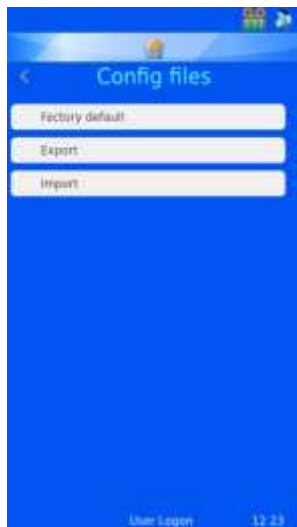 Config files
Factory default
Export
Import
User Logon 12:23